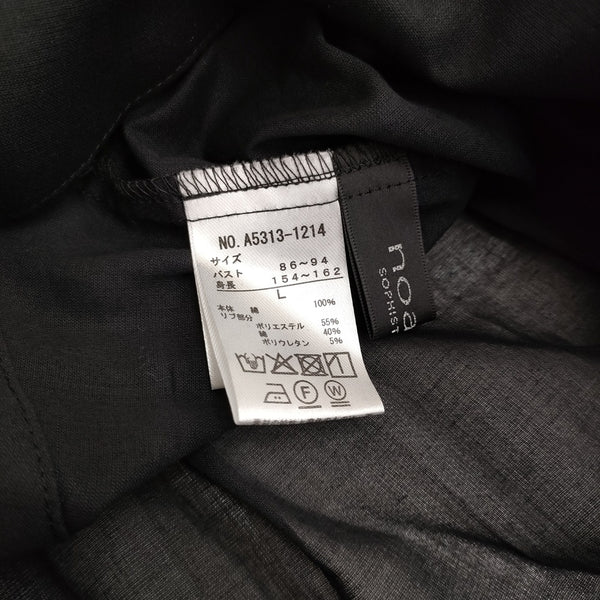 NO. A5313-1214
サイズ
バスト 86～94
身長 154～162
L
本体 綿 100%
リブ部分
ポリエステル 55%
綿 40%
ポリウレタン 5%
F W
noa
SOPHIST